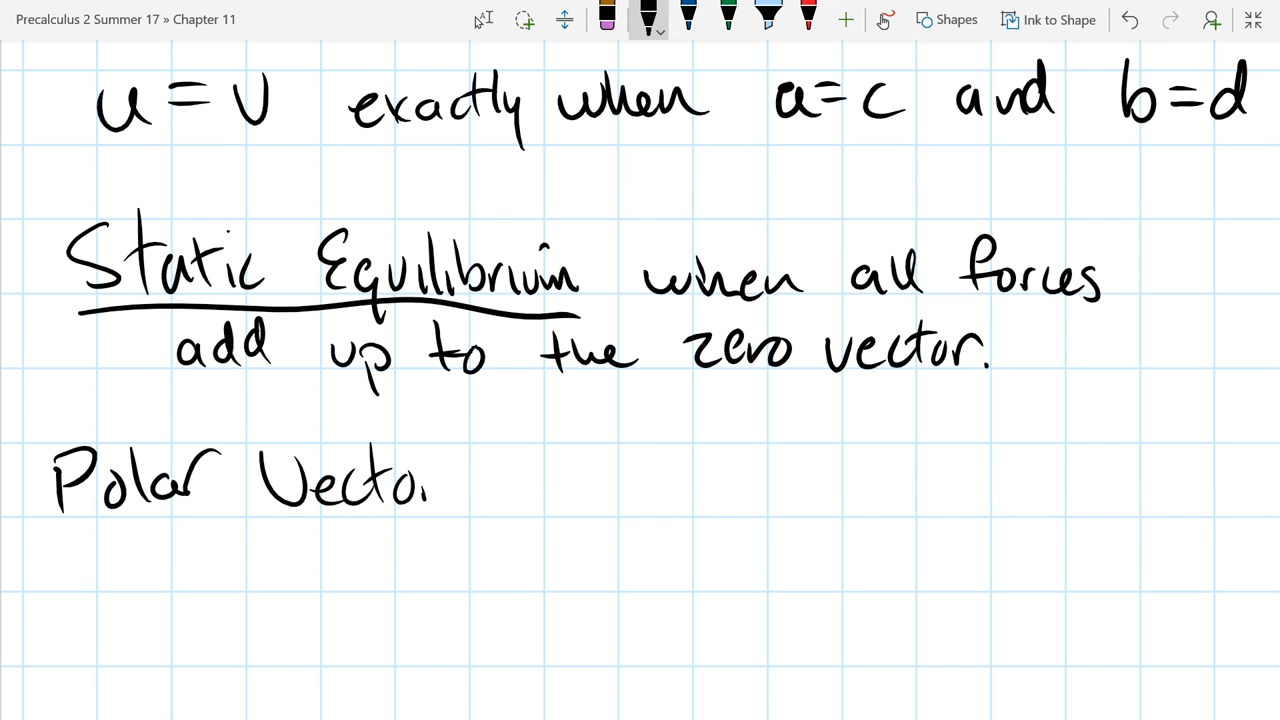 Precalculus 2 Summer 17 » Chapter 11
Shapes
Ink to Shape
u = v exactly when a = c and b = d
Static Equilibrium when all forces
add up to the zero vector.
Polar Vecto